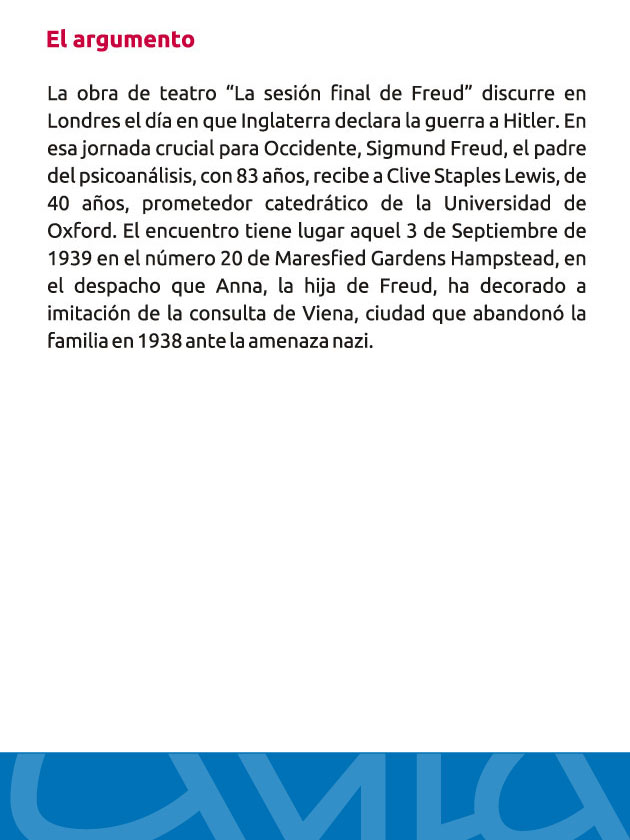 El argumento
La obra de teatro “La sesión final de Freud” discurre en
Londres el día en que Inglaterra declara la guerra a Hitler. En
esa jornada crucial para Occidente, Sigmund Freud, el padre
del psicoanálisis, con 83 años, recibe a Clive Staples Lewis, de
40 años, prometedor catedrático de la Universidad de
Oxford. El encuentro tiene lugar aquel 3 de Septiembre de
1939 en el número 20 de Maresfied Gardens Hampstead, en
el despacho que Anna, la hija de Freud, ha decorado a
imitación de la consulta de Viena, ciudad que abandonó la
familia en 1938 ante la amenaza nazi.